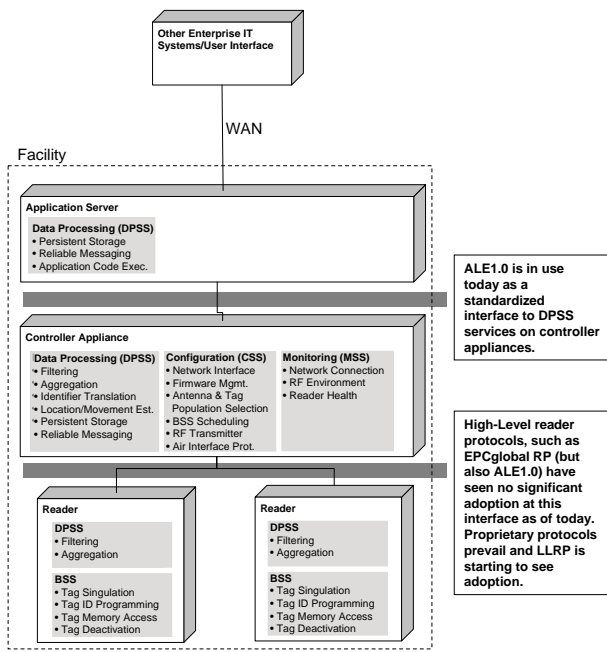 Other Enterprise IT
Systems/User Interface
WAN
Facility
Application Server
Data Processing (DPSS)
• Persistent Storage
• Reliable Messaging
• Application Code Exec.
ALE1.0 is in use
today as a
standardized
interface to DPSS
services on controller
appliances.
Controller Appliance
Data Processing (DPSS)
• Filtering
• Aggregation
• Identifier Translation
• Location/Movement Est.
• Persistent Storage
• Reliable Messaging
Configuration (CSS)
• Network Interface
• Firmware Mgmt.
• Antenna & Tag
Population Selection
• BSS Scheduling
• RF Transmitter
• Air Interface Prot.
Monitoring (MSS)
• Network Connection
• RF Environment
• Reader Health
High-Level reader
protocols, such as
EPCglobal RP (but
also ALE1.0) have
seen no significant
adoption at this
interface as of today.
Proprietary protocols
prevail and LLRP is
starting to see
adoption.
Reader
DPSS
• Filtering
• Aggregation
BSS
• Tag Singulation
• Tag ID Programming
• Tag Memory Access
• Tag Deactivation
Reader
DPSS
• Filtering
• Aggregation
BSS
• Tag Singulation
• Tag ID Programming
• Tag Memory Access
• Tag Deactivation